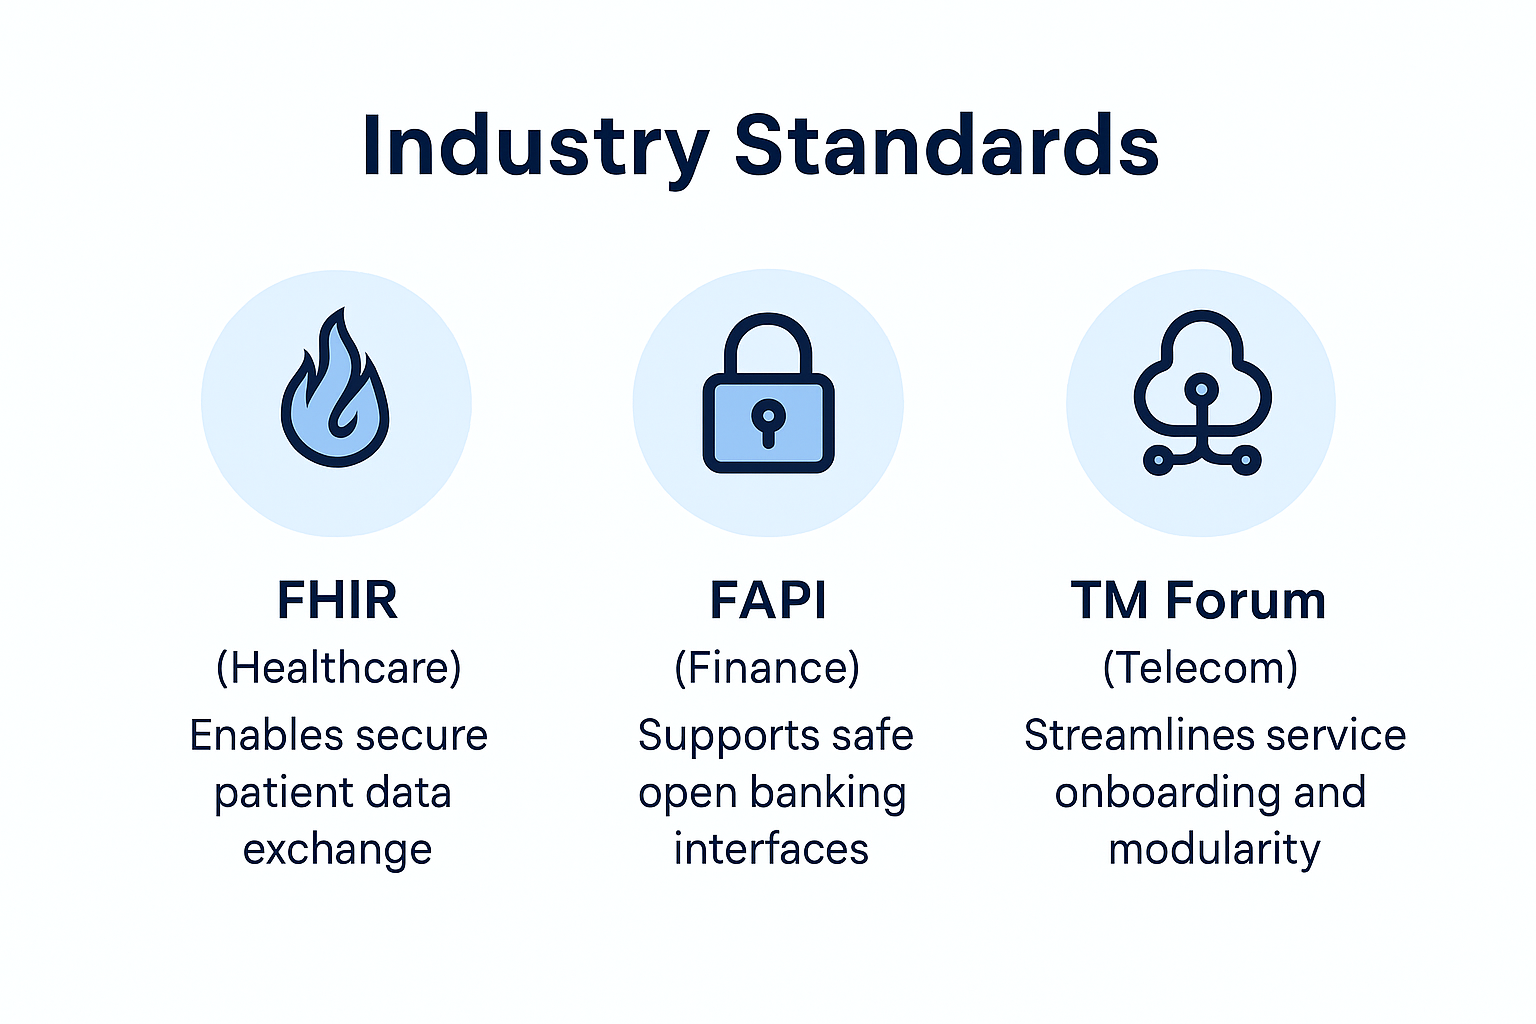 Industry Standards
FHIR
(Healthcare)
Enables secure
patient data
exchange
FAPI
(Finance)
Supports safe
open banking
interfaces
TM Forum
(Telecom)
Streamlines service
onboarding and
modularity